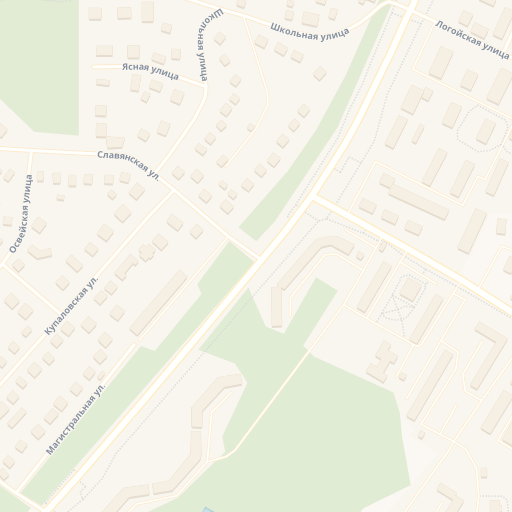 Школьная улица
Школьная улица
Логойская улица
Ясная улица
Славянская ул.
Освейская улица
Купаловская ул.
Магистральная ул.